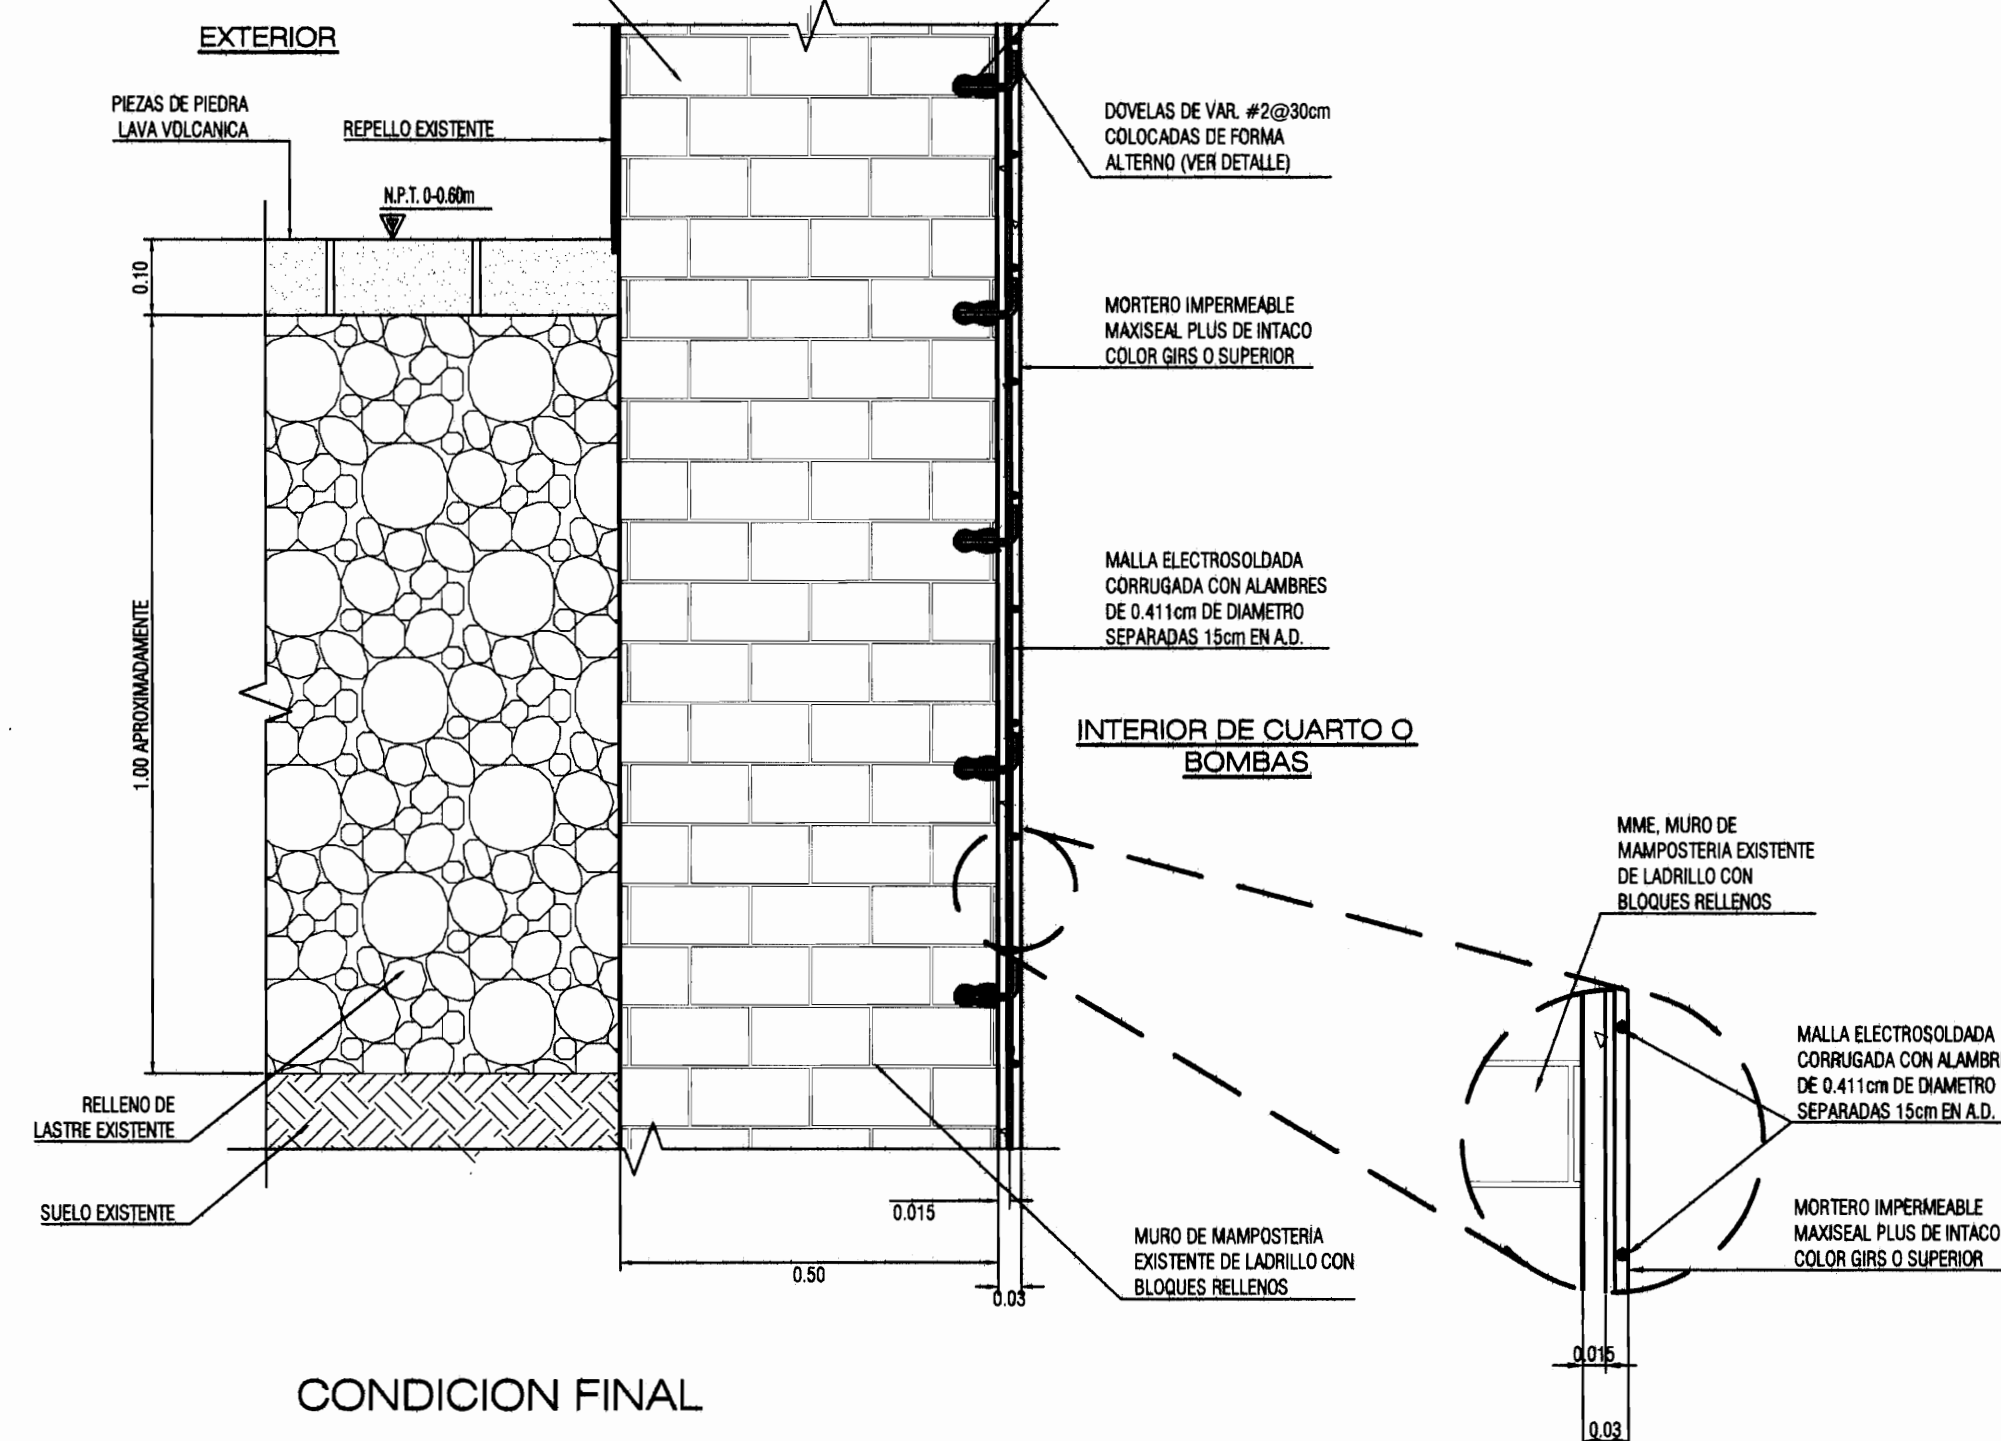 EXTERIOR
PIEZAS DE PIEDRA
LAVA VOLCANICA
REPELLO EXISTENTE
N.P.T. 0-0.60m
0.10
1.00 APROXIMADAMENTE
RELLENO DE
LASTRE EXISTENTE
SUELO EXISTENTE
DOVELAS DE VAR. #2@30cm
COLOCADAS DE FORMA
ALTERNO (VER DETALLE)
MORTERO IMPERMEABLE
MAXISEAL PLUS DE INTACO
COLOR GIRS O SUPERIOR
MALLA ELECTROSOLDADA
CORRUGADA CON ALAMBRES
DE 0.411cm DE DIAMETRO
SEPARADAS 15cm EN A.D.
INTERIOR DE CUARTO O
BOMBAS
MME, MURO DE
MAMPOSTERIA EXISTENTE
DE LADRILLO CON
BLOQUES RELLENOS
MALLA ELECTROSOLDADA
CORRUGADA CON ALAMBR
DE 0.411cm DE DIAMETRO
SEPARADAS 15cm EN A.D.
MORTERO IMPERMEABLE
MAXISEAL PLUS DE INTACO
COLOR GIRS O SUPERIOR
0.015
0.50
0.03
MURO DE MAMPOSTERIA
EXISTENTE DE LADRILLO CON
BLOQUES RELLENOS
0.015
0.03
CONDICION FINAL